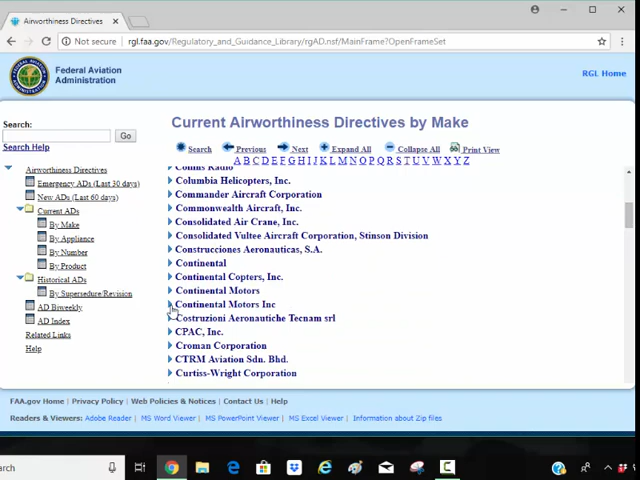 Airworthiness Directives
Not secure | rgl.faa.gov/Regulatory_and_Guidance_Library/rgAD.nsf/MainFrame?OpenFrameSet
Federal Aviation
Administration
RGL Home
Search:
Go
Search Help
Airworthiness Directives
Emergency ADs (Last 30 days)
New ADs (Last 60 days)
Current ADs
By Make
By Appliance
By Number
By Product
Historical ADs
By Supersedure/Revision
AD Biweekly
AD Index
Related Links
Help
Current Airworthiness Directives by Make
Search Previous Next Expand All Collapse All Print View
A B C D E F G H I J K L M N O P Q R S T U V W X Y Z
Collins Radio
Columbia Helicopters, Inc.
Commander Aircraft Corporation
Commonwealth Aircraft, Inc.
Consolidated Air Crane, Inc.
Consolidated Vultee Aircraft Corporation, Stinson Division
Construcciones Aeronauticas, S.A.
Continental
Continental Copters, Inc.
Continental Motors
Continental Motors Inc
Costruzioni Aeronautiche Tecnam srl
CPAC, Inc.
Croman Corporation
CTRM Aviation Sdn. Bhd.
Curtiss-Wright Corporation
FAA.gov Home | Privacy Policy | Web Policies & Notices | Contact Us | Help
Readers & Viewers: Adobe Reader | MS Word Viewer | MS PowerPoint Viewer | MS Excel Viewer | Information about Zip files